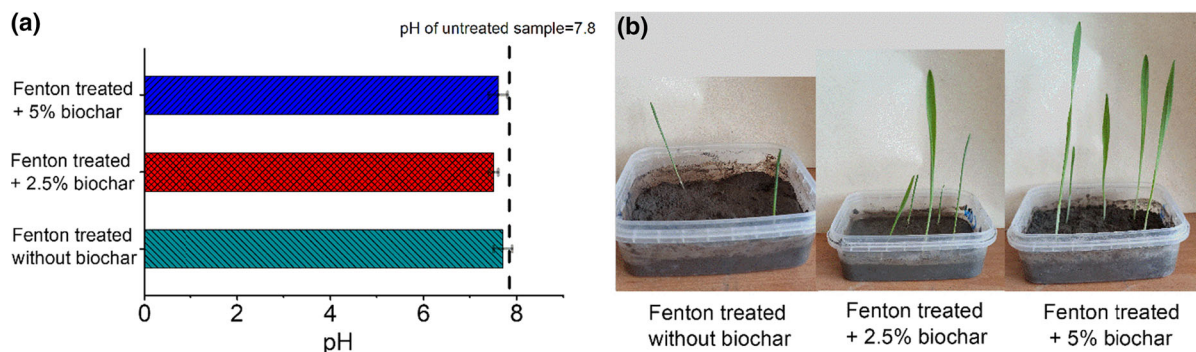 (a)
pH of untreated sample=7.8
Fenton treated
+ 5% biochar
Fenton treated
+ 2.5% biochar
Fenton treated
without biochar
0
2
4
6
8
pH
(b)
Fenton treated
without biochar
Fenton treated
+ 2.5% biochar
Fenton treated
+ 5% biochar